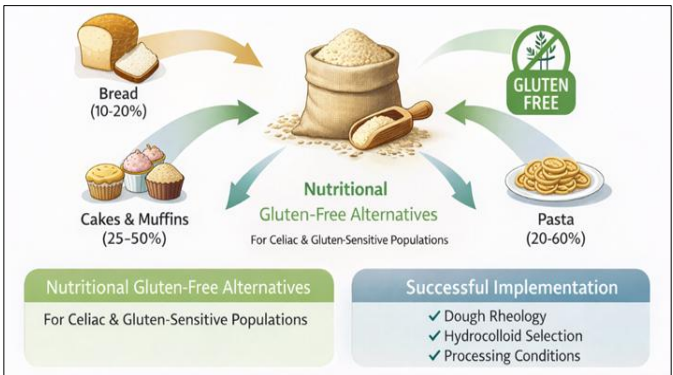 Bread
(10-20%)
GLUTEN
FREE
Cakes & Muffins
(25–50%)
Nutritional
Gluten-Free Alternatives
For Celiac & Gluten-Sensitive Populations
Pasta
(20-60%)
Nutritional Gluten-Free Alternatives
For Celiac & Gluten-Sensitive Populations
Successful Implementation
✓ Dough Rheology
✓ Hydrocolloid Selection
✓ Processing Conditions